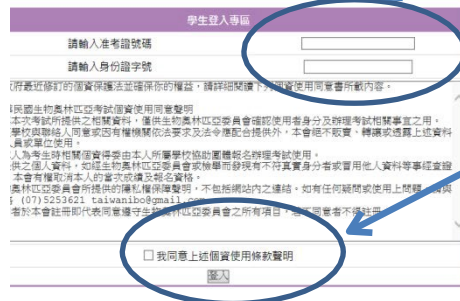 學生登入專區
請輸入准考證號碼
請輸入身份證字號
府最近修訂的個資保護法並確保你的權益,請詳細閱讀下列個資使用同意書所載內容。
民國生物奧林匹亞考試個資使用同意聲明
本次考試所提供之相關資料,僅供生物奧林匹亞委員會確認使用者身分及辦理考試相關事宜之用。
學校與聯絡人同意或因有權機關依法要求及法令應配合提供外,本會絕不販賣、轉讓或透露上述資料
人員或單位使用。
人為考生時相關個資得委由本人所屬學校協助團體報名辦理考試使用。
供之個人資料,如經生物奧林匹亞委員會或檢舉而發現有不符真實身分者或冒用他人資料等事經查證
本會有權取消本人的當次成績及報名資格。
奧林匹亞委員會所提供的隱私權保障聲明,不包括網站內之連結。如有任何疑問或使用上問題,請與
(07)5253621 taiwanibo@gmail.com
者於本會註冊即代表同意遵守生物奧林匹亞委員會之所有項目,若不同意者不得註冊
我同意上述個資使用條款聲明
登入